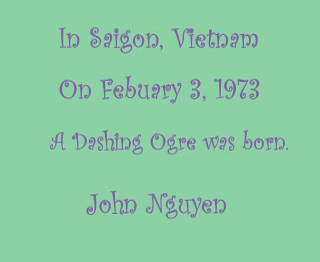 In Saigon, Vietnam
On Febuary 3, 1973
A Dashing Ogre was born.
John Nguyen